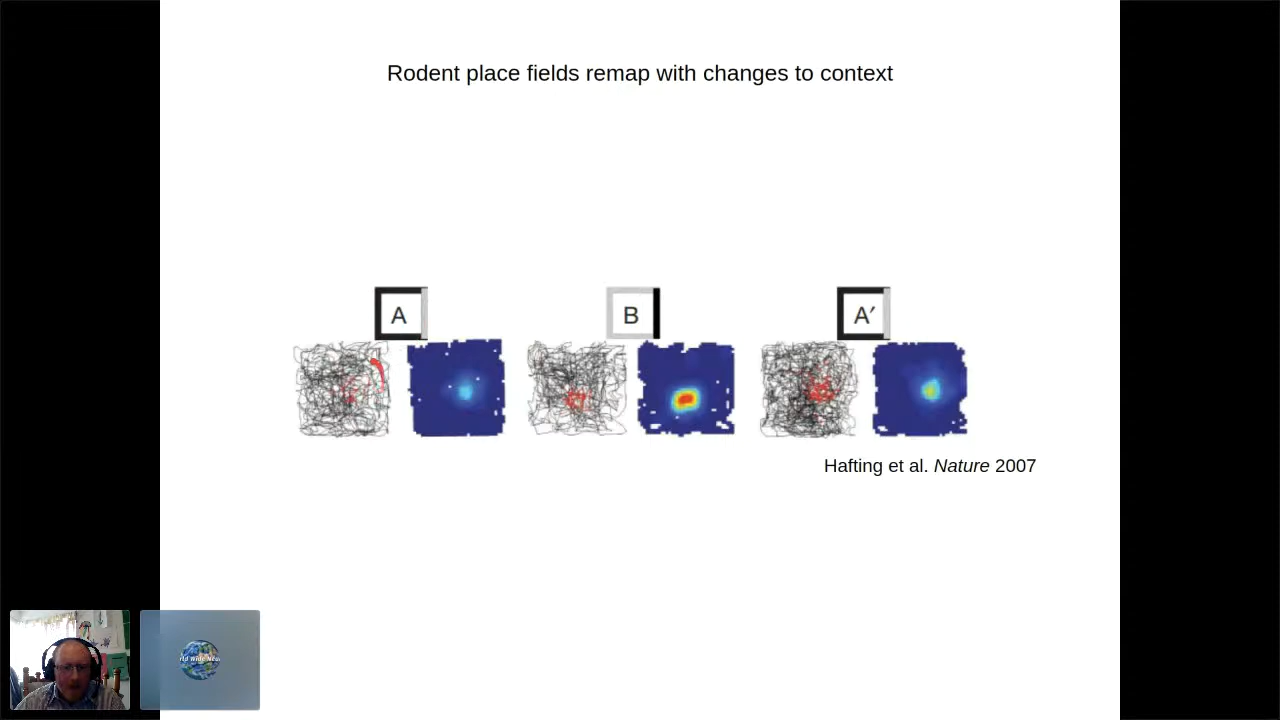 Rodent place fields remap with changes to context
A B A′
Hafting et al. Nature 2007